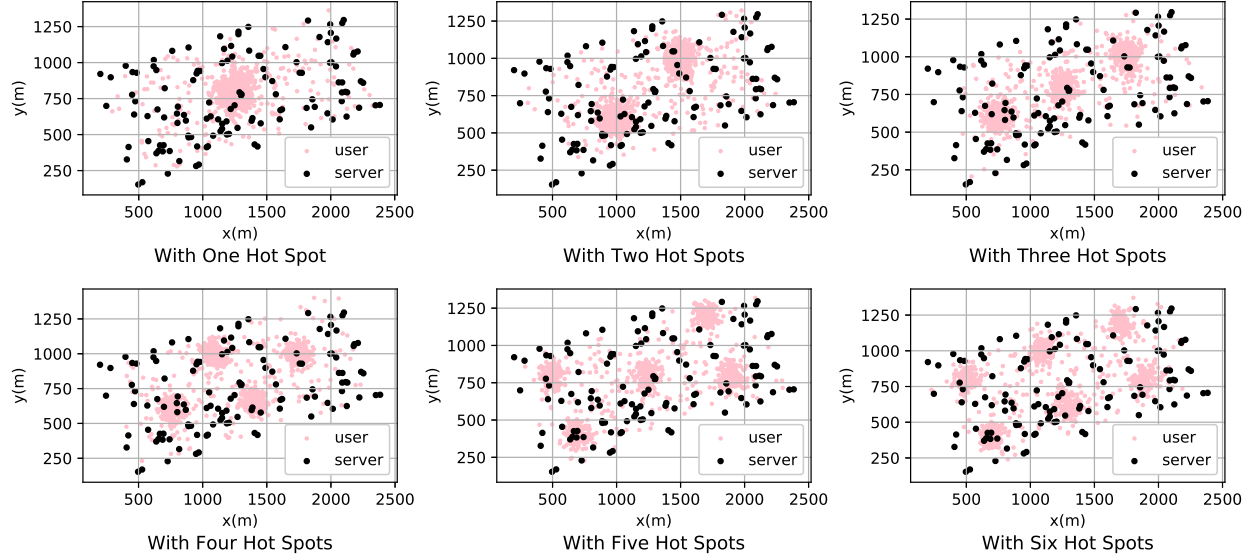 1250
1000
750
500
250
y(m)
user
server
500 1000 1500 2000 2500
x(m)
With One Hot Spot
1250
1000
750
500
250
y(m)
user
server
500 1000 1500 2000 2500
x(m)
With Two Hot Spots
1250
1000
750
500
250
y(m)
user
server
500 1000 1500 2000 2500
x(m)
With Three Hot Spots
1250
1000
750
500
250
y(m)
user
server
500 1000 1500 2000 2500
x(m)
With Four Hot Spots
1250
1000
750
500
250
y(m)
user
server
500 1000 1500 2000 2500
x(m)
With Five Hot Spots
1250
1000
750
500
250
y(m)
user
server
500 1000 1500 2000 2500
x(m)
With Six Hot Spots